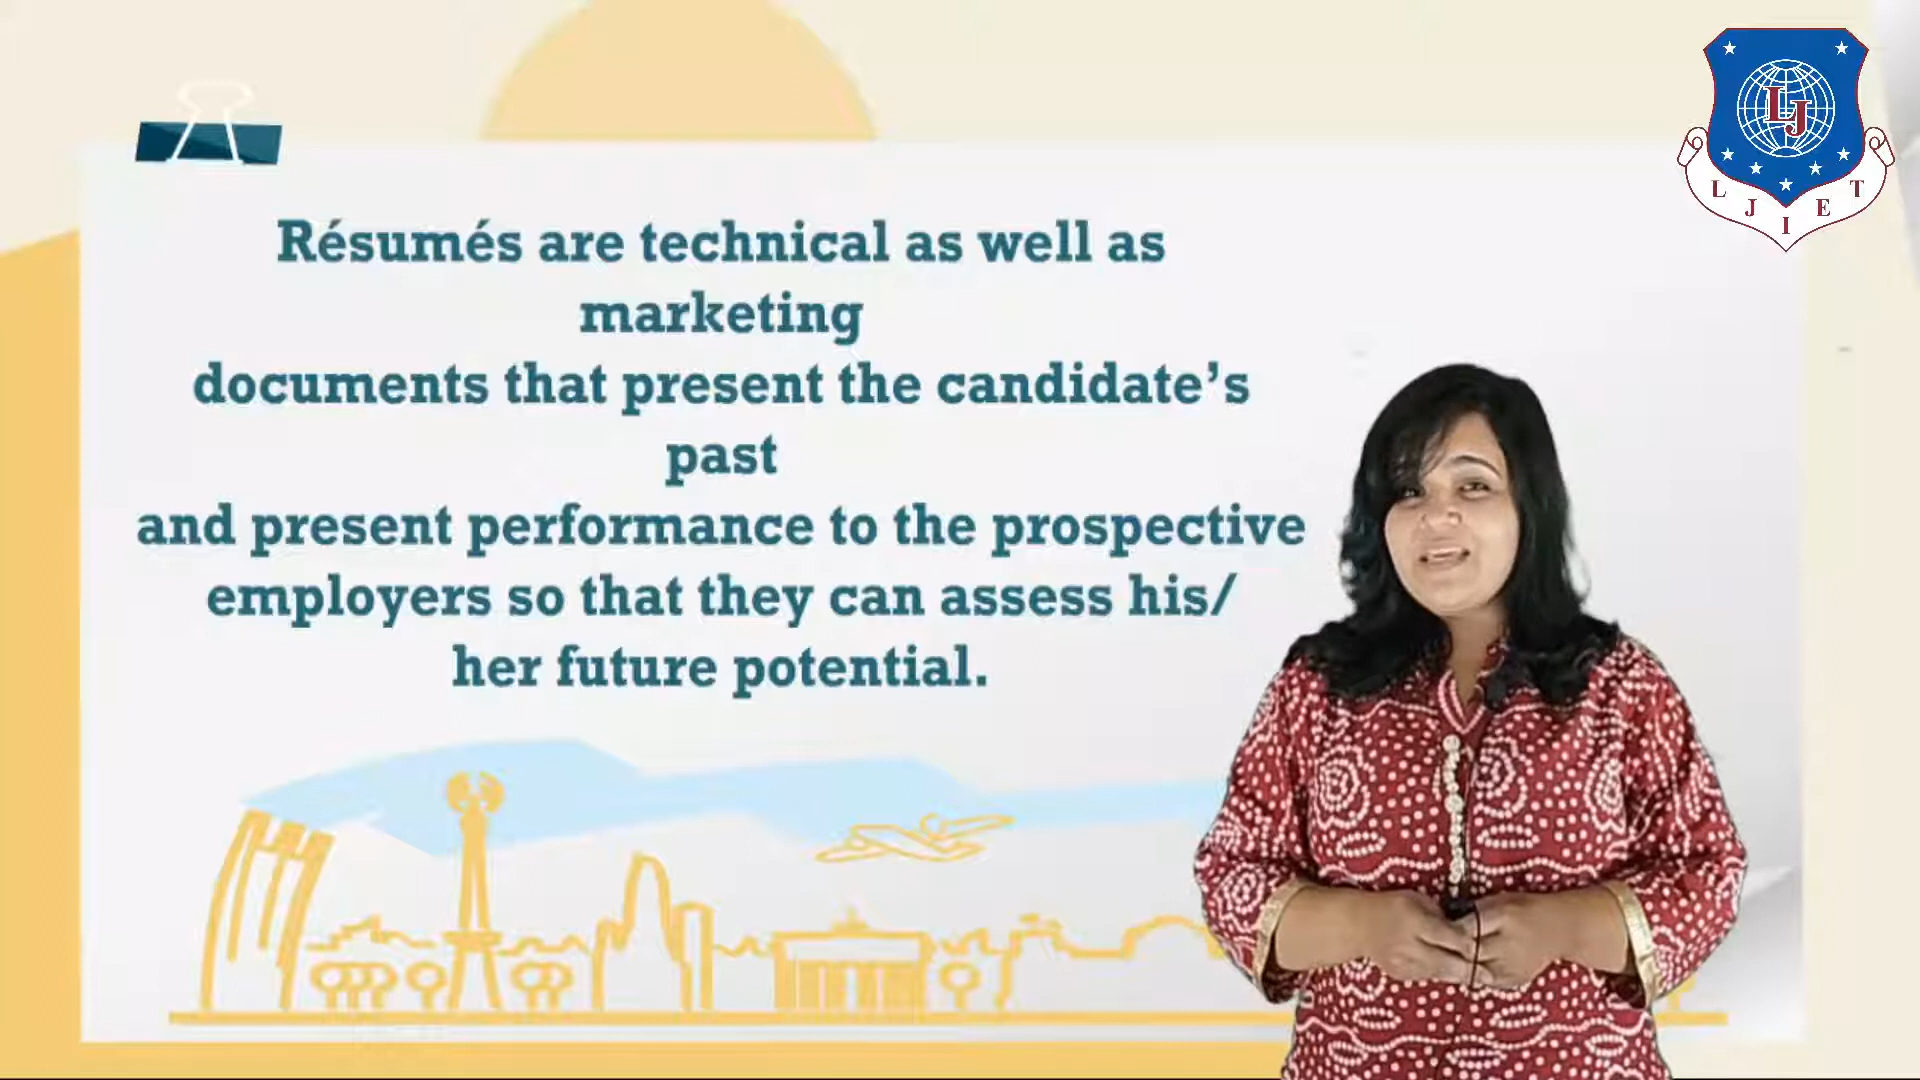 Résumés are technical as well as
marketing
documents that present the candidate’s
past
and present performance to the prospective
employers so that they can assess his/
her future potential.
LJ
L J I E T